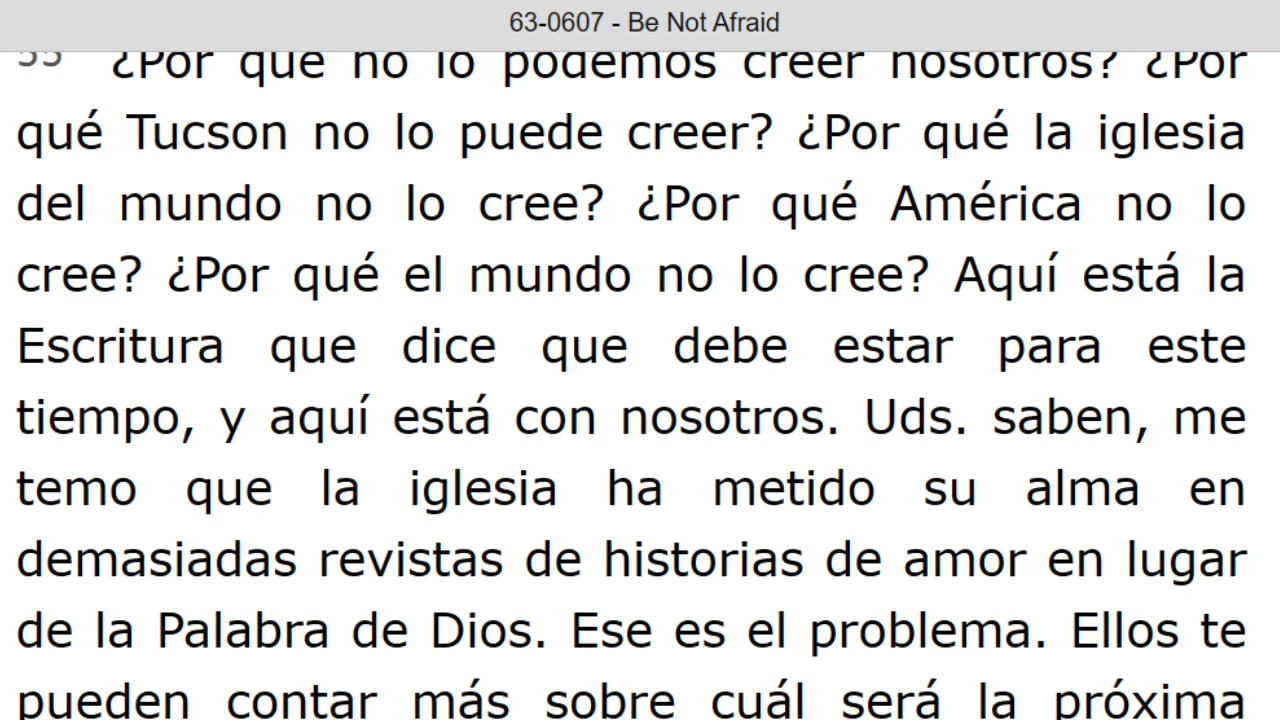 63-0607 - Be Not Afraid
55 ¿Por qué no lo podemos creer nosotros? ¿Por
qué Tucson no lo puede creer? ¿Por qué la iglesia
del mundo no lo cree? ¿Por qué América no lo
cree? ¿Por qué el mundo no lo cree? Aquí está la
Escritura que dice que debe estar para este
tiempo, y aquí está con nosotros. Uds. saben, me
temo que la iglesia ha metido su alma en
demasiadas revistas de historias de amor en lugar
de la Palabra de Dios. Ese es el problema. Ellos te
pueden contar más sobre cuál será la próxima